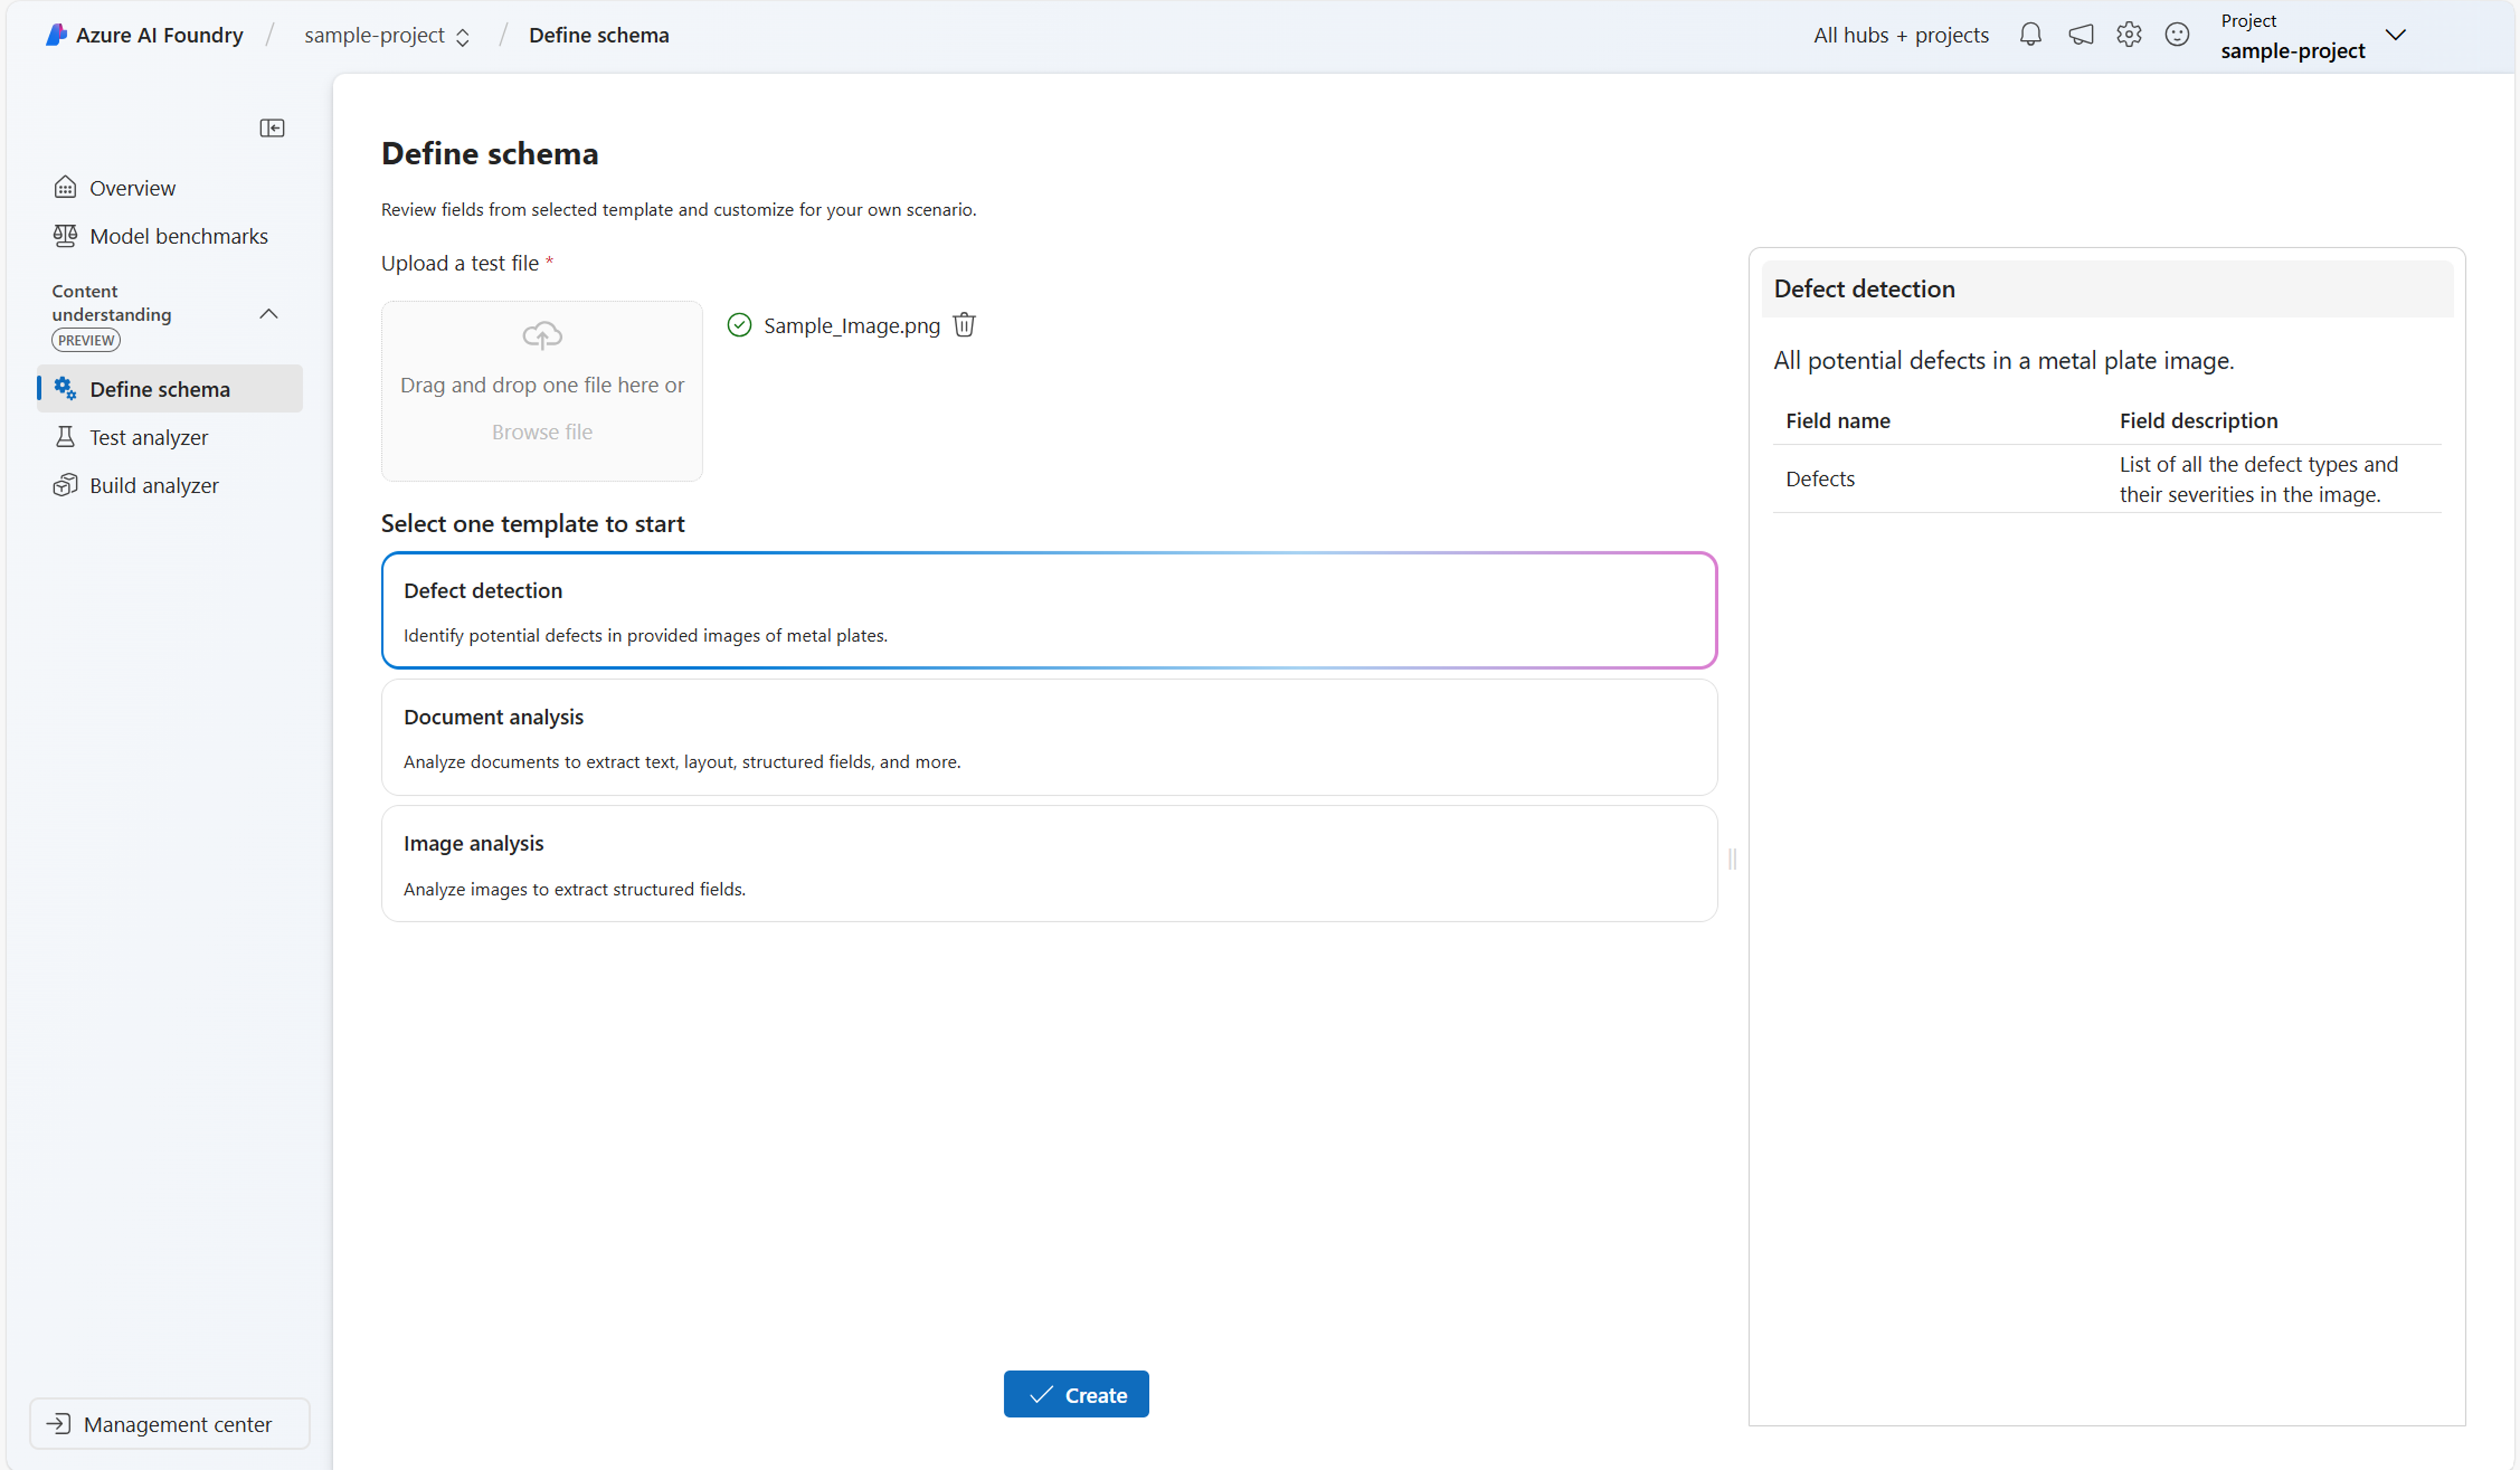 Azure AI Foundry / sample-project / Define schema
All hubs + projects
Project
sample-project
Overview
Model benchmarks
Content
understanding
PREVIEW
Define schema
Test analyzer
Build analyzer
Management center
Define schema
Review fields from selected template and customize for your own scenario.
Upload a test file *
Drag and drop one file here or
Browse file
Sample_Image.png
Select one template to start
Defect detection
Identify potential defects in provided images of metal plates.
Document analysis
Analyze documents to extract text, layout, structured fields, and more.
Image analysis
Analyze images to extract structured fields.
Create
Defect detection
All potential defects in a metal plate image.
Field name Field description
Defects List of all the defect types and
their severities in the image.